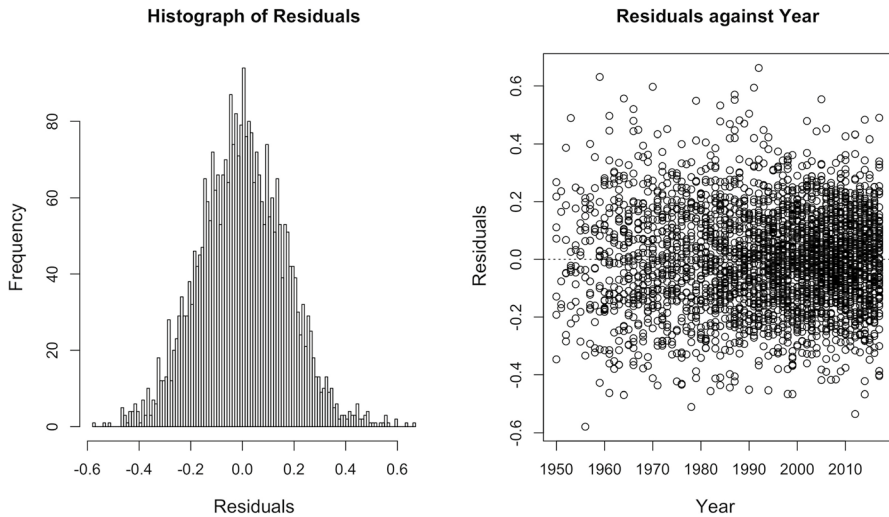 Histograph of Residuals
Frequency
80
60
40
20
0
-0.6 -0.4 -0.2 0.0 0.2 0.4 0.6
Residuals
Residuals against Year
Residuals
0.6
0.4
0.2
0.0
-0.2
-0.4
-0.6
1950 1960 1970 1980 1990 2000 2010
Year